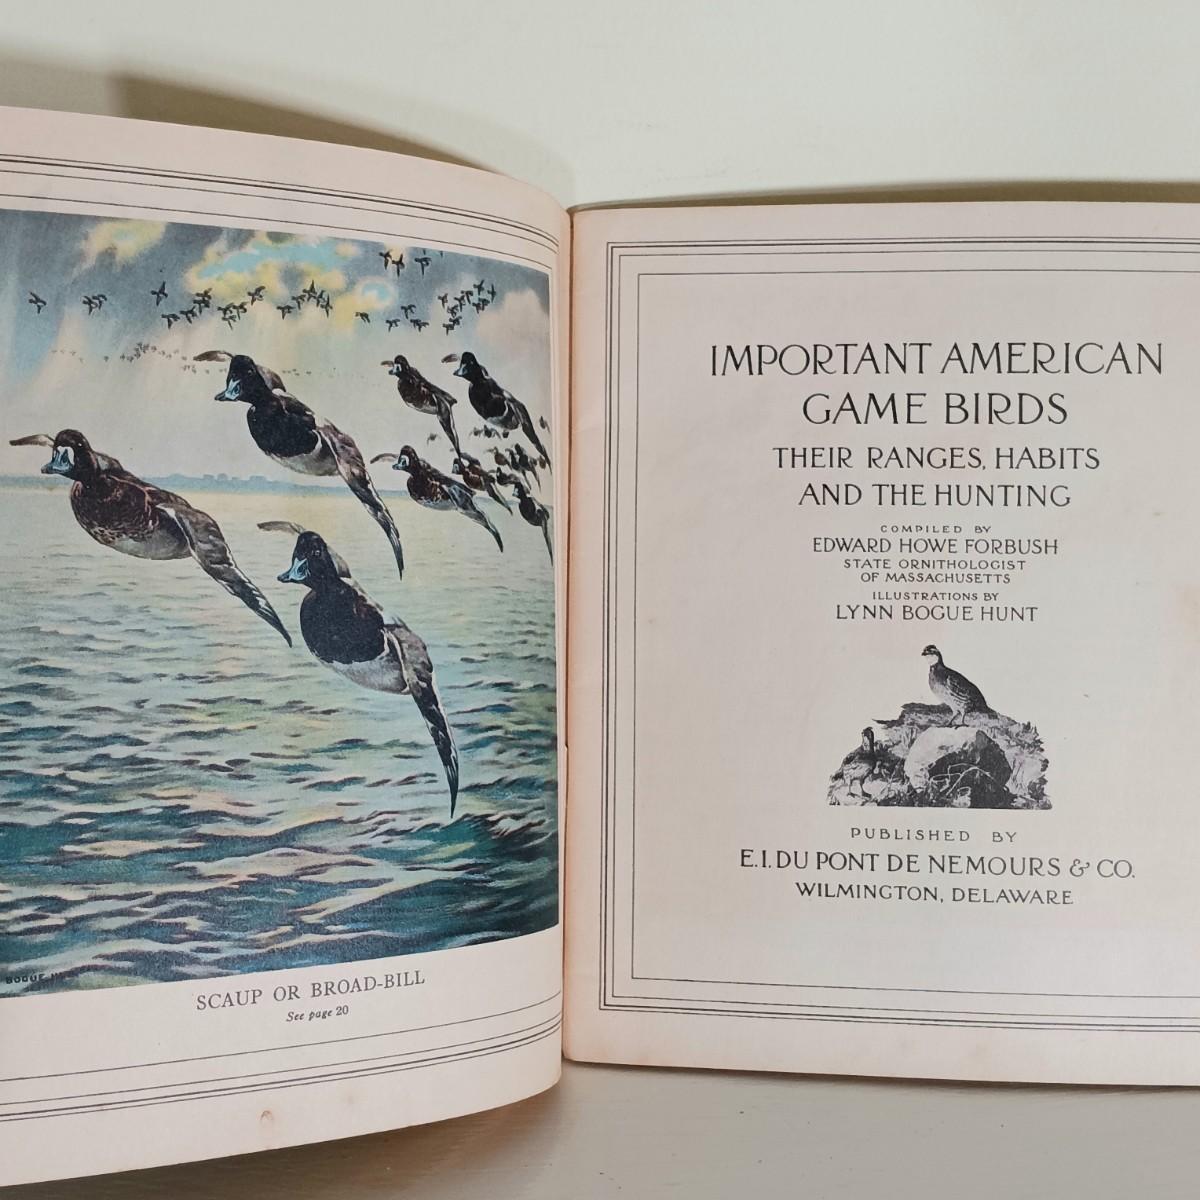 BOGUE
SCAUP OR BROAD-BILL
See page 20
IMPORTANT AMERICAN
GAME BIRDS
THEIR RANGES, HABITS
AND THE HUNTING
COMPILED BY
EDWARD HOWE FORBUSH
STATE ORNITHOLOGIST
OF MASSACHUSETTS
ILLUSTRATIONS BY
LYNN BOGUE HUNT
PUBLISHED BY
E. I. DU PONT DE NEMOURS & CO.
WILMINGTON, DELAWARE